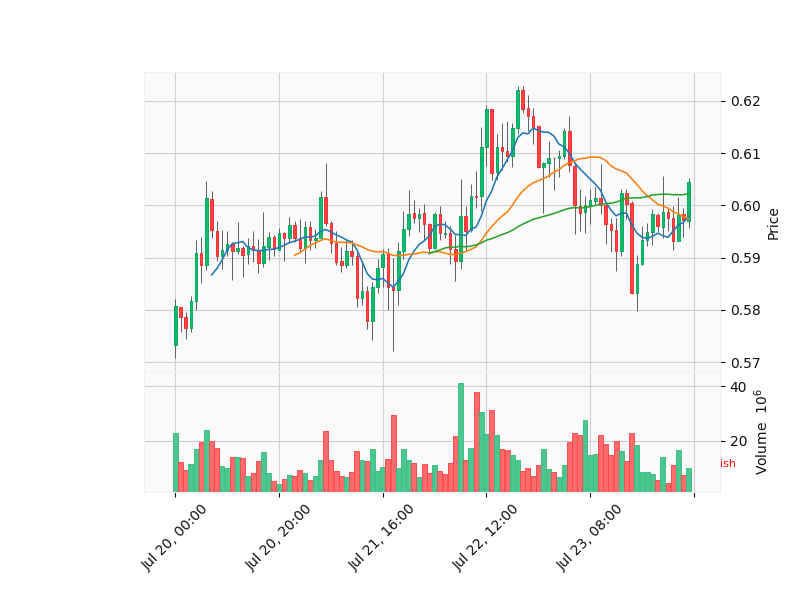 0.62
0.61
0.60
0.59
0.58
0.57
Price
40
20
Volume 10^6
ish
Jul 20, 00:00
Jul 20, 20:00
Jul 21, 16:00
Jul 22, 12:00
Jul 23, 08:00